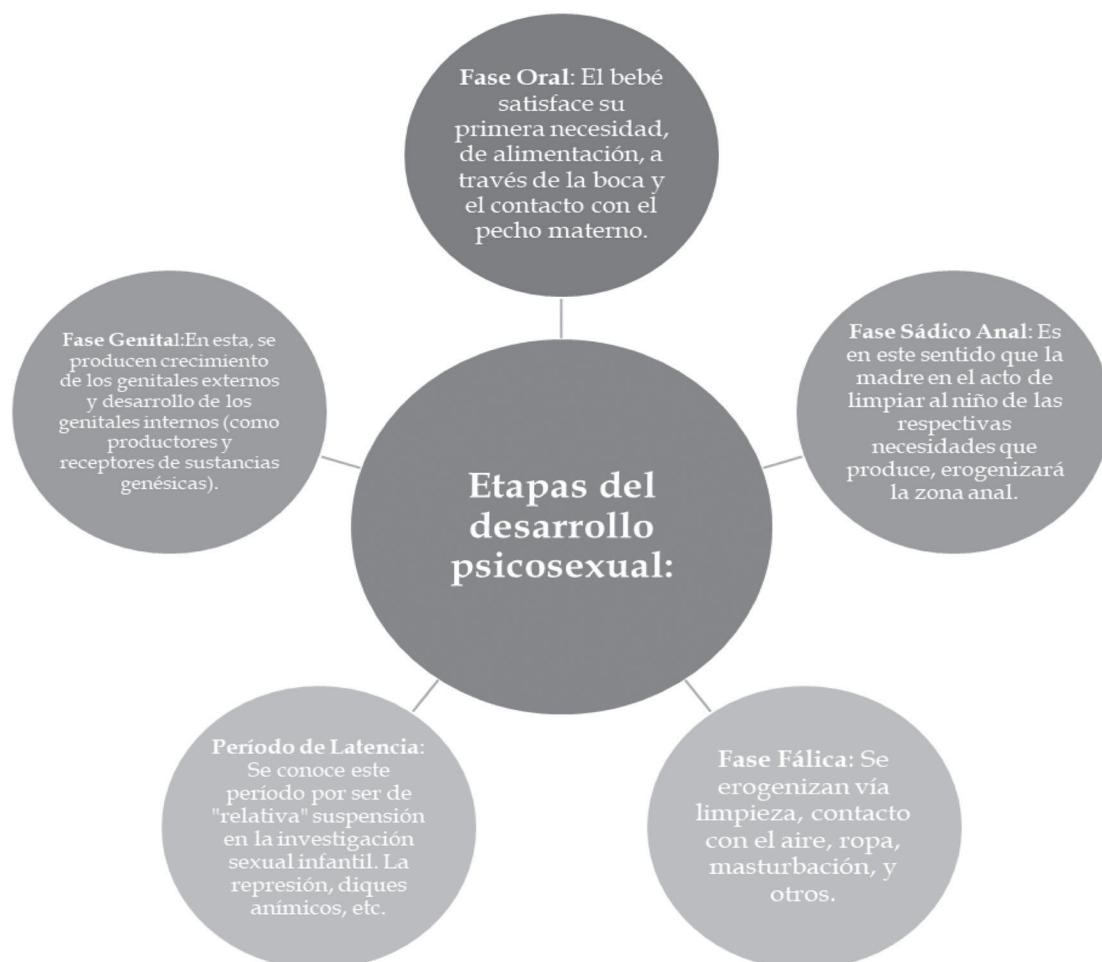 Fase Oral: El bebé
satisface su
primera necesidad,
de alimentación, a
través de la boca y
el contacto con el
pecho materno.
Fase Sádico Anal: Es
en este sentido que la
madre en el acto de
limpiar al niño de las
respectivas
necesidades que
produce, erogenizará
la zona anal.
Fase Fálica: Se
erogenizan vía
limpieza, contacto
con el aire, ropa,
masturbación, y
otros.
Período de Latencia:
Se conoce este
período por ser de
"relativa" suspensión
en la investigación
sexual infantil. La
represión, diques
anímicos, etc.
Fase Genital:En esta, se
producen crecimiento
de los genitales externos
y desarrollo de los
genitales internos (como
productores y
receptores de sustancias
genésicas).
Etapas del
desarrollo
psicosexual: